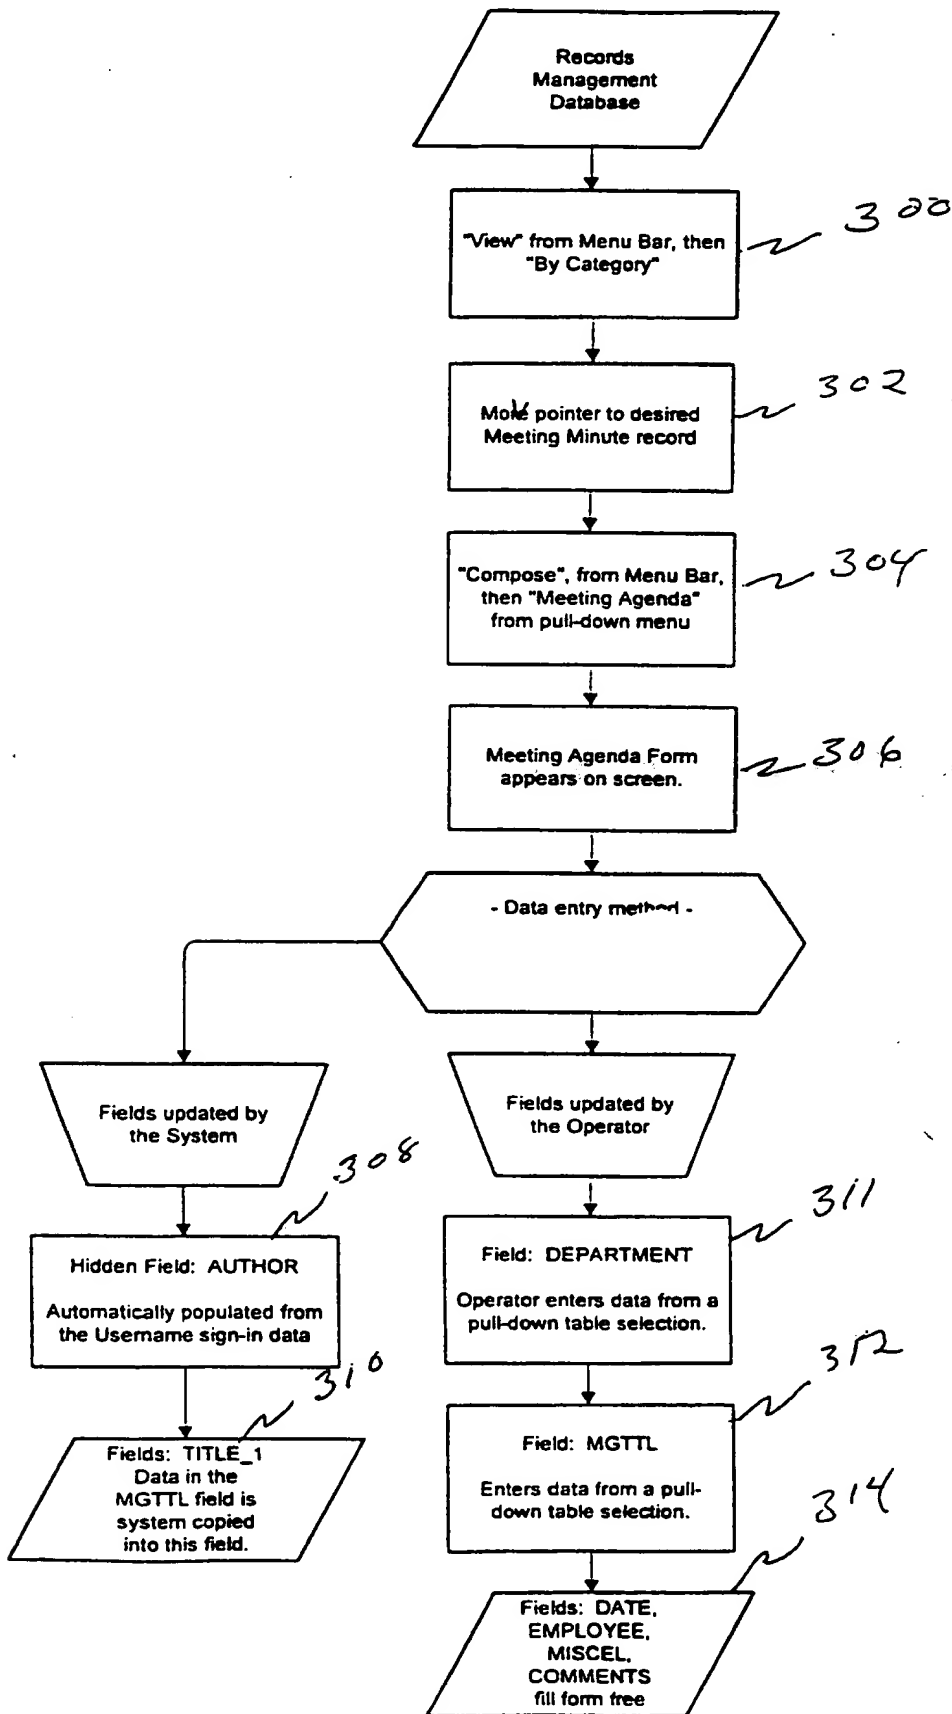 Records
Management
Database
"View" from Menu Bar, then
"By Category"
300
pointer to desired
Meeting Minute record
302
"Compose", from Menu Bar,
then "Meeting Agenda"
from pull-down menu
304
Meeting Agenda Form
appears on screen.
306
- Data entry method -
Fields updated by
the System
Fields updated by
the Operator
308
Hidden Field: AUTHOR
Automatically populated from
the Username sign-in data
311
Field: DEPARTMENT
Operator enters data from a
pull-down table selection.
310
Fields: TITLE_1
Data in the
MGTTL field is
system copied
into this field.
312
Field: MGTTL
Enters data from a pull-
down table selection.
314
Fields: DATE,
EMPLOYEE,
MISCEL,
COMMENTS
fill form free